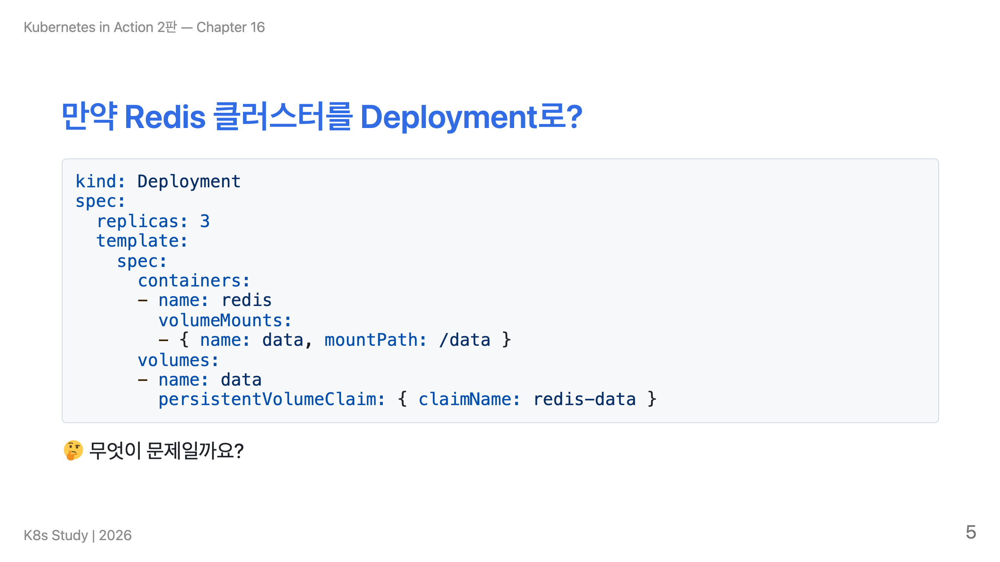 Kubernetes in Action 2판 — Chapter 16
만약 Redis 클러스터를 Deployment로?
kind: Deployment
spec:
  replicas: 3
  template:
    spec:
      containers:
      - name: redis
        volumeMounts:
        - { name: data, mountPath: /data }
      volumes:
      - name: data
        persistentVolumeClaim: { claimName: redis-data }
🤔 무엇이 문제일까요?
K8s Study | 2026
5